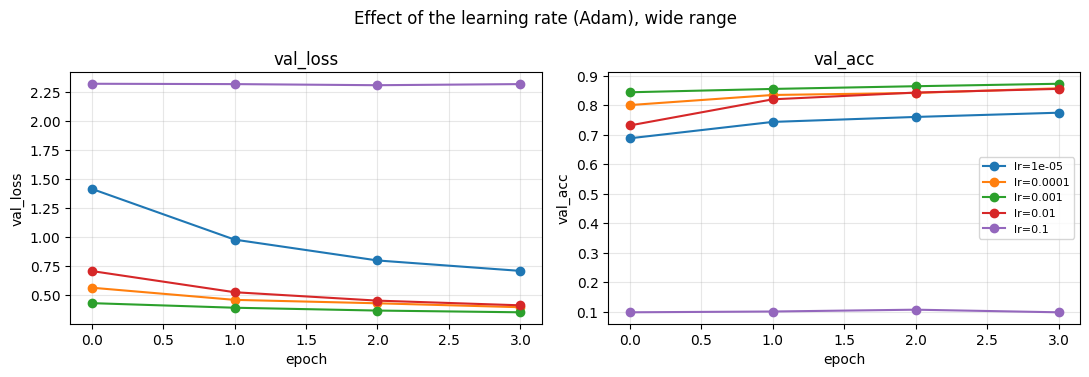 Effect of the learning rate (Adam), wide range
val_loss
val_loss
2.25
2.00
1.75
1.50
1.25
1.00
0.75
0.50
0.0 0.5 1.0 1.5 2.0 2.5 3.0
epoch
val_acc
val_acc
0.9
0.8
0.7
0.6
0.5
0.4
0.3
0.2
0.1
lr=1e-05
lr=0.0001
lr=0.001
lr=0.01
lr=0.1
0.0 0.5 1.0 1.5 2.0 2.5 3.0
epoch